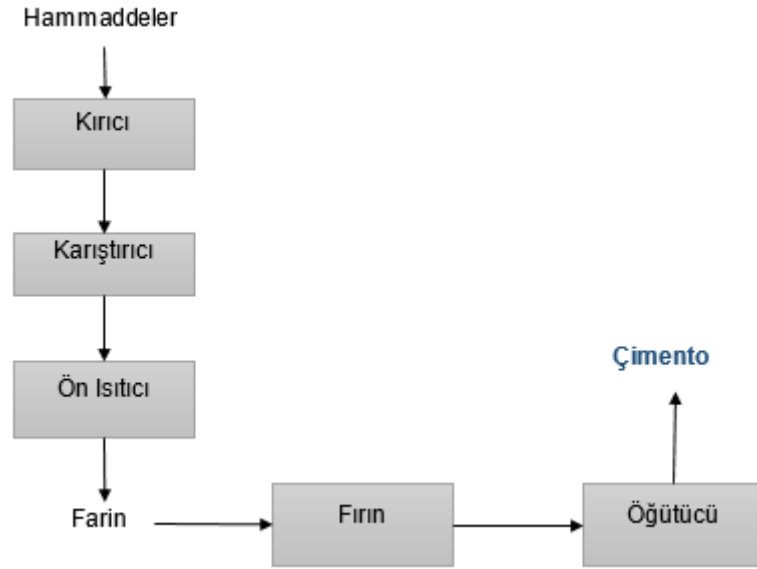 Hammaddeler
Kırıcı
Karıştırıcı
Ön Isıtıcı
Farin
Fırın
Öğütücü
Çimento